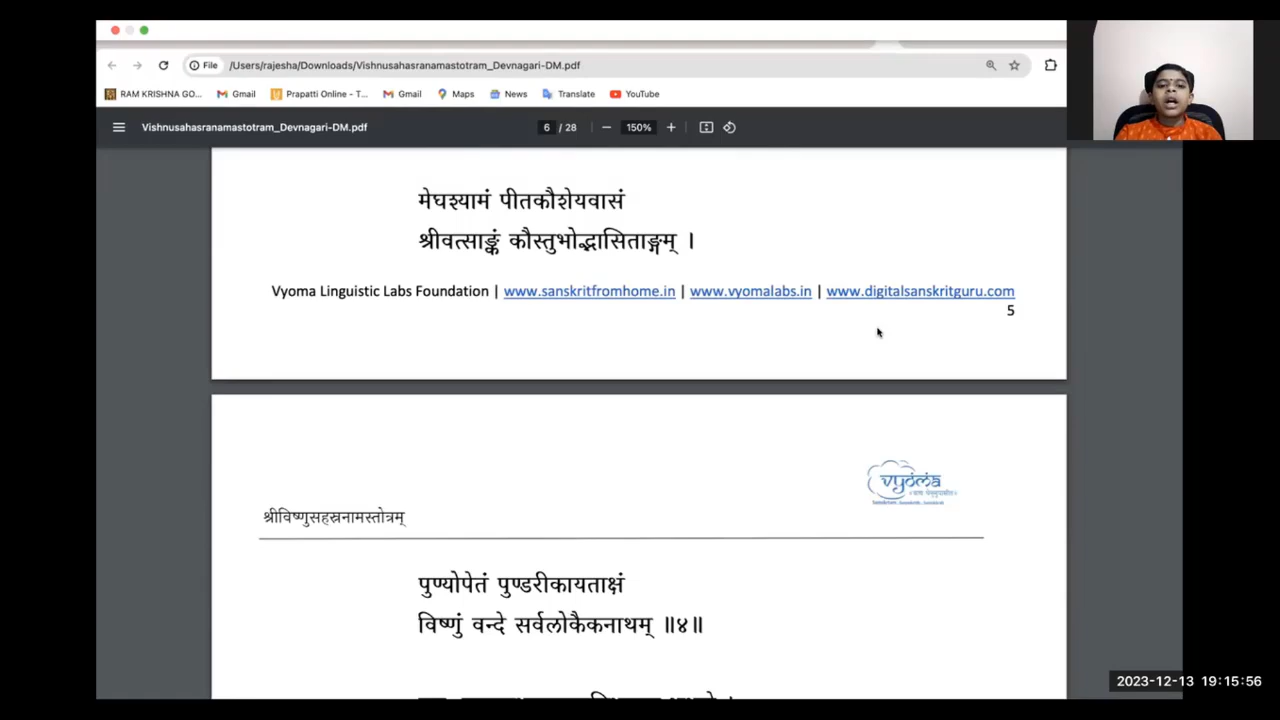 File /Users/rajesha/Downloads/Vishnusahasranamastotram_Devnagari-DM.pdf
RAM KRISHNA GO... Gmail Prapatti Online - T... Gmail Maps News Translate YouTube
Vishnusahasranamastotram_Devnagari-DM.pdf 6 / 28 150%
मेघश्यामं पीतकौशेयवासं
श्रीवत्साङ्कं कौस्तुभोद्भासिताङ्गम् ।
Vyoma Linguistic Labs Foundation | www.sanskritfromhome.in | www.vyomalabs.in | www.digitalsanskritguru.com
5
vyoma
श्रीविष्णुसहस्रनामस्तोत्रम्
पुण्योपेतं पुण्डरीकायताक्षं
विष्णुं वन्दे सर्वलोकैकनाथम् ॥४॥
2023-12-13 19:15:56